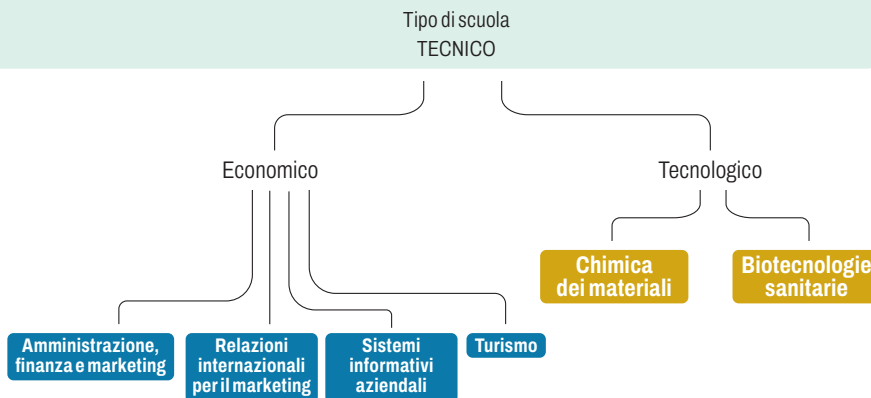 Tipo di scuola
TECNICO
Economico
Tecnologico
Chimica
dei materiali
Biotecnologie
sanitarie
Amministrazione,
finanza e marketing
Relazioni
internazionali
per il marketing
Sistemi
informativi
aziendali
Turismo